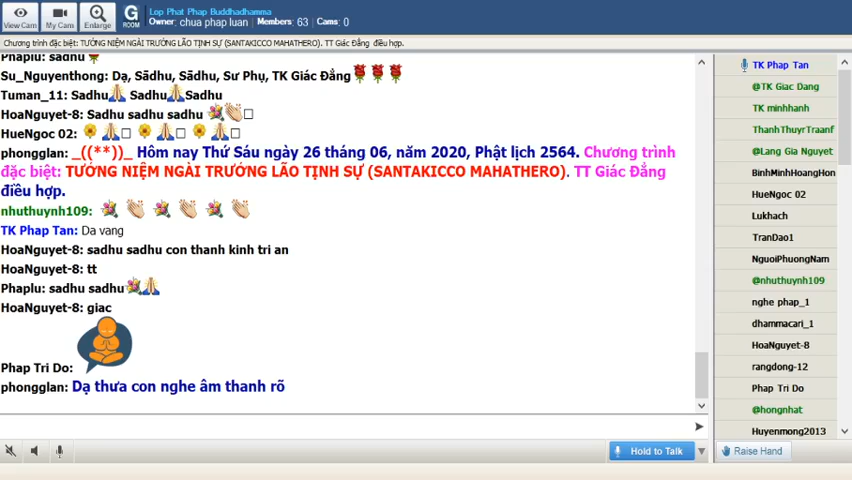 View Cam
My Cam
Enlarge
G
ROOM
Lop Phat Phap Buddhadhamma
Owner: chua phap luan / Members: 63 / Cams: 0
Chương trình đặc biệt: TƯỞNG NIỆM NGÀI TRƯỞNG LÃO TỊNH SỰ (SANTAKICCO MAHATHERO). TT Giác Đẳng điều hợp.
Phaplu: sadhu
Su_Nguyenthong: Dạ, Sādhu, Sādhu, Sư Phụ, TK Giác Đẳng
Tuman_11: Sadhu Sadhu Sadhu
HoaNguyet-8: Sadhu sadhu sadhu
HueNgoc 02:
phongglan: _((**))_ Hôm nay Thứ Sáu ngày 26 tháng 06, năm 2020, Phật lịch 2564. Chương trình
đặc biệt: TƯỞNG NIỆM NGÀI TRƯỞNG LÃO TỊNH SỰ (SANTAKICCO MAHATHERO). TT Giác Đẳng
điều hợp.
nhuthuynh109:
TK Phap Tan: Da vang
HoaNguyet-8: sadhu sadhu con thanh kinh tri an
HoaNguyet-8: tt
Phaplu: sadhu sadhu
HoaNguyet-8: giac
Phap Tri Do:
phongglan: Dạ thưa con nghe âm thanh rõ
TK Phap Tan
@TK Giac Dang
TK minhhanh
ThanhThuyrTraanf
@Lang Gia Nguyet
BinhMinhHoangHon
HueNgoc 02
Lukhach
TranDao1
NguoiPhuongNam
@nhuthuynh109
nghe phap_1
dhammacari_1
HoaNguyet-8
rangdong-12
Phap Tri Do
@hongnhat
Huyenmong2013
Hold to Talk
Raise Hand